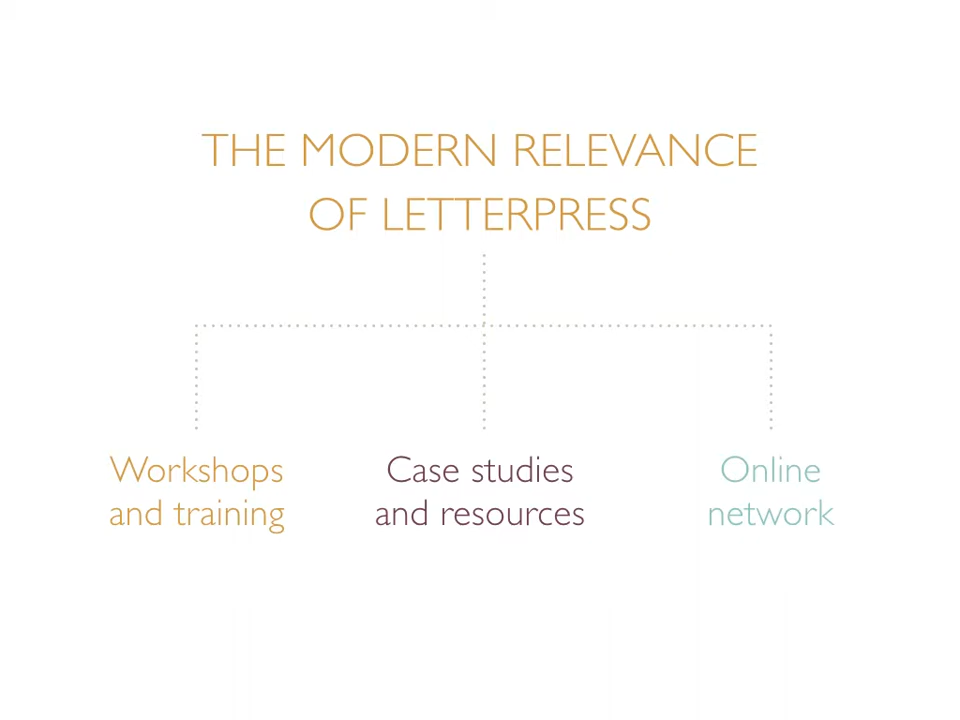 THE MODERN RELEVANCE
OF LETTERPRESS
Workshops
and training
Case studies
and resources
Online
network